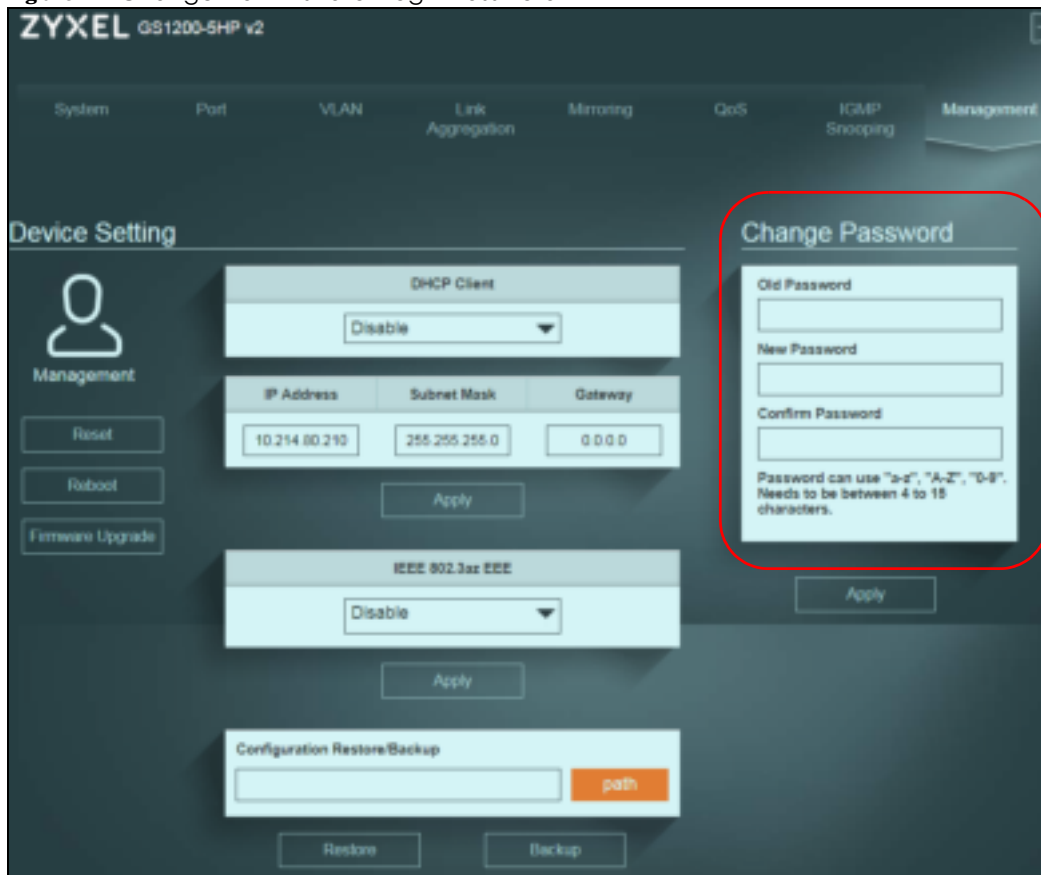 ZYXEL GS1200-5HP v2
System Port VLAN Link Aggregation Mirroring QoS IGMP Snooping Management
Device Setting
Management
Reset
Reboot
Firmware Upgrade
DHCP Client
Disable
IP Address Subnet Mask Gateway
10.214.80.210 255.255.255.0 0.0.0.0
Apply
IEEE 802.3az EEE
Disable
Apply
Configuration Restore/Backup
path
Restore Backup
Change Password
Old Password
New Password
Confirm Password
Password can use "a-z", "A-Z", "0-9".
Needs to be between 4 to 15
characters.
Apply